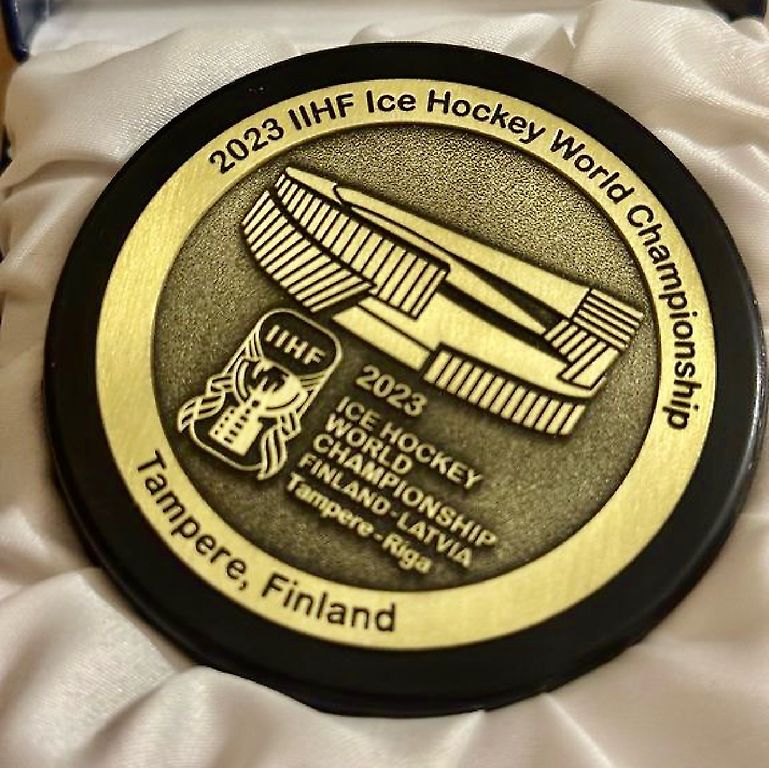 2023 IIHF Ice Hockey World Championship
IIHF
2023
ICE HOCKEY
WORLD
CHAMPIONSHIP
FINLAND-LATVIA
Tampere-Riga
Tampere, Finland